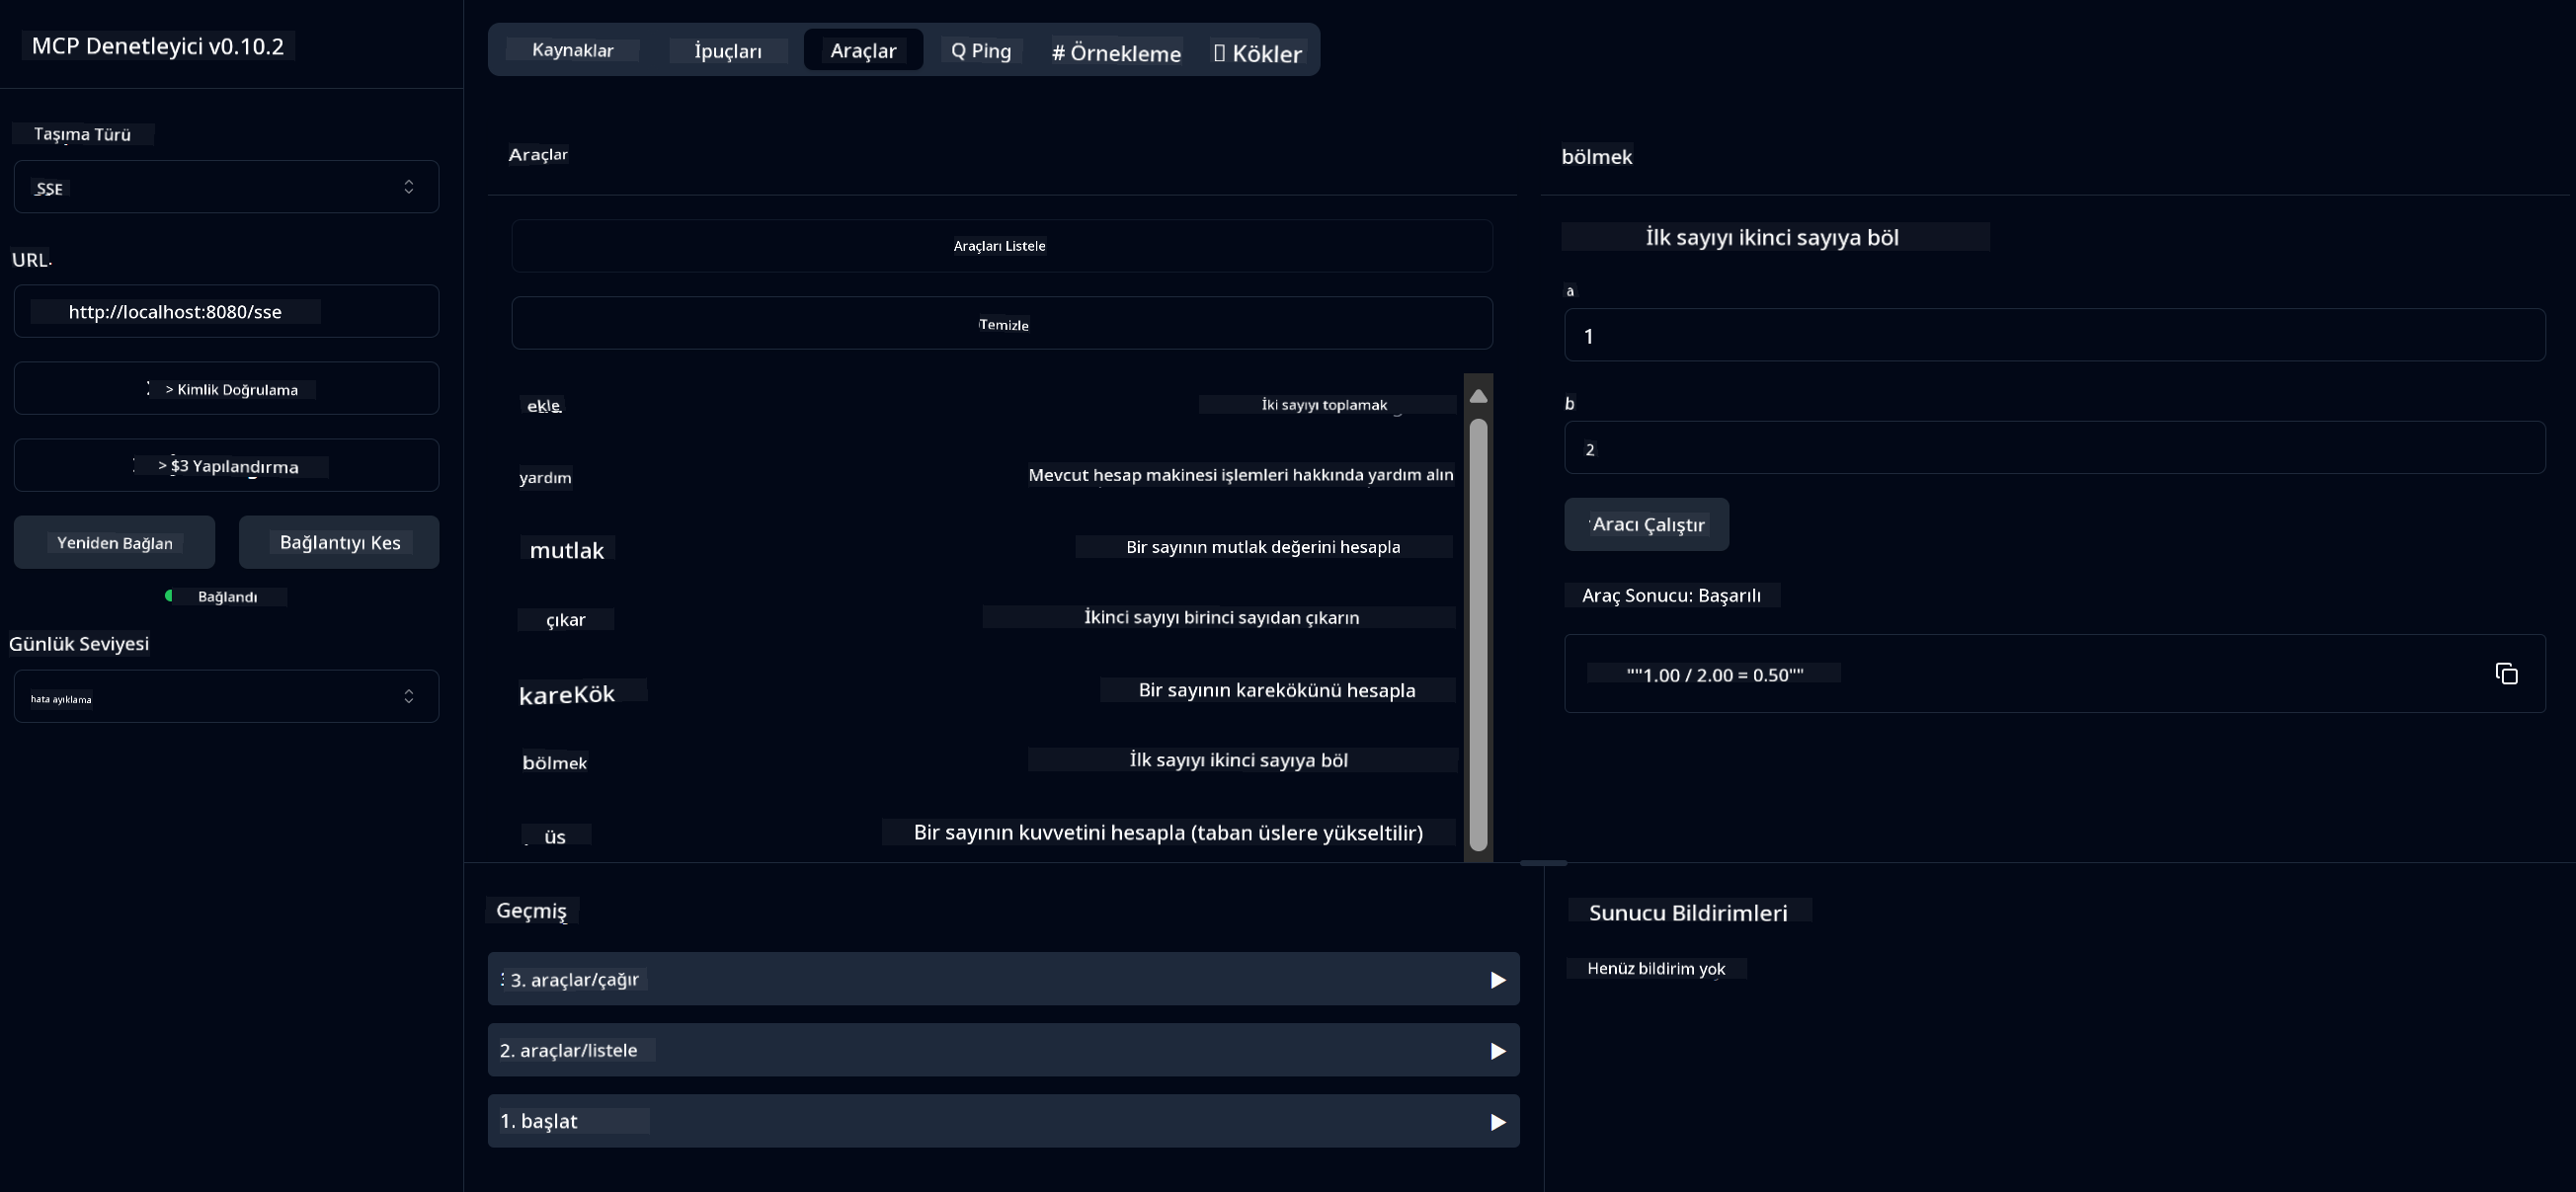 MCP Denetleyici v0.10.2
Taşıma Türü
SSE
URL.
http://localhost:8080/sse
> Kimlik Doğrulama
> $3 Yapılandırma
Yeniden Bağlan
Bağlantıyı Kes
Bağlandı
Günlük Seviyesi
hata ayıklama
Kaynaklar İpuçları Araçlar Q Ping # Örnekleme Kökler
Araçlar
Araçları Listele
Temizle
ekle İki sayıyı toplamak
yardım Mevcut hesap makinesi işlemleri hakkında yardım alın
mutlak Bir sayının mutlak değerini hesapla
çıkar İkinci sayıyı birinci sayıdan çıkarın
kareKök Bir sayının karekökünü hesapla
bölmek İlk sayıyı ikinci sayıya böl
üs Bir sayının kuvvetini hesapla (taban üslere yükseltilir)
bölmek
İlk sayıyı ikinci sayıya böl
a
1
b
2
Aracı Çalıştır
Araç Sonucu: Başarılı
""1.00 / 2.00 = 0.50""
Geçmiş
3. araçlar/çağır
2. araçlar/listele
1. başlat
Sunucu Bildirimleri
Henüz bildirim yok